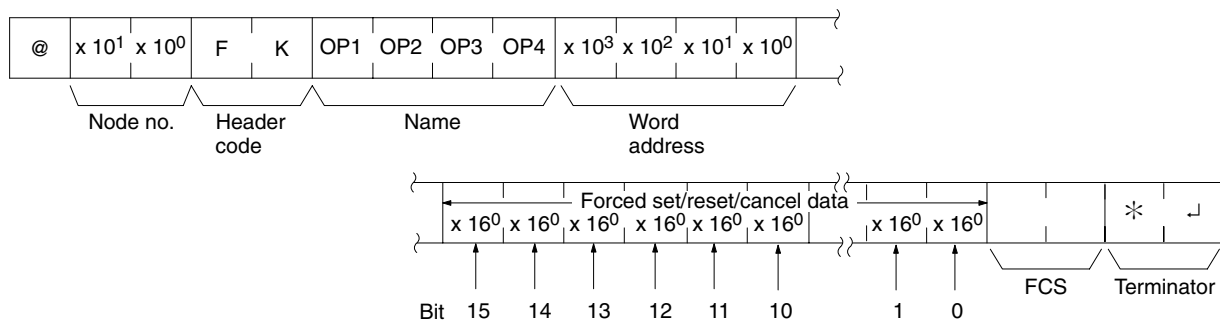 @ x 10¹ x 10⁰ F K OP1 OP2 OP3 OP4 x 10³ x 10² x 10¹ x 10⁰
Node no. Header code Name Word address
Forced set/reset/cancel data
x 16⁰ x 16⁰ x 16⁰ x 16⁰ x 16⁰ x 16⁰ x 16⁰ x 16⁰ * ↵
FCS Terminator
Bit 15 14 13 12 11 10 1 0